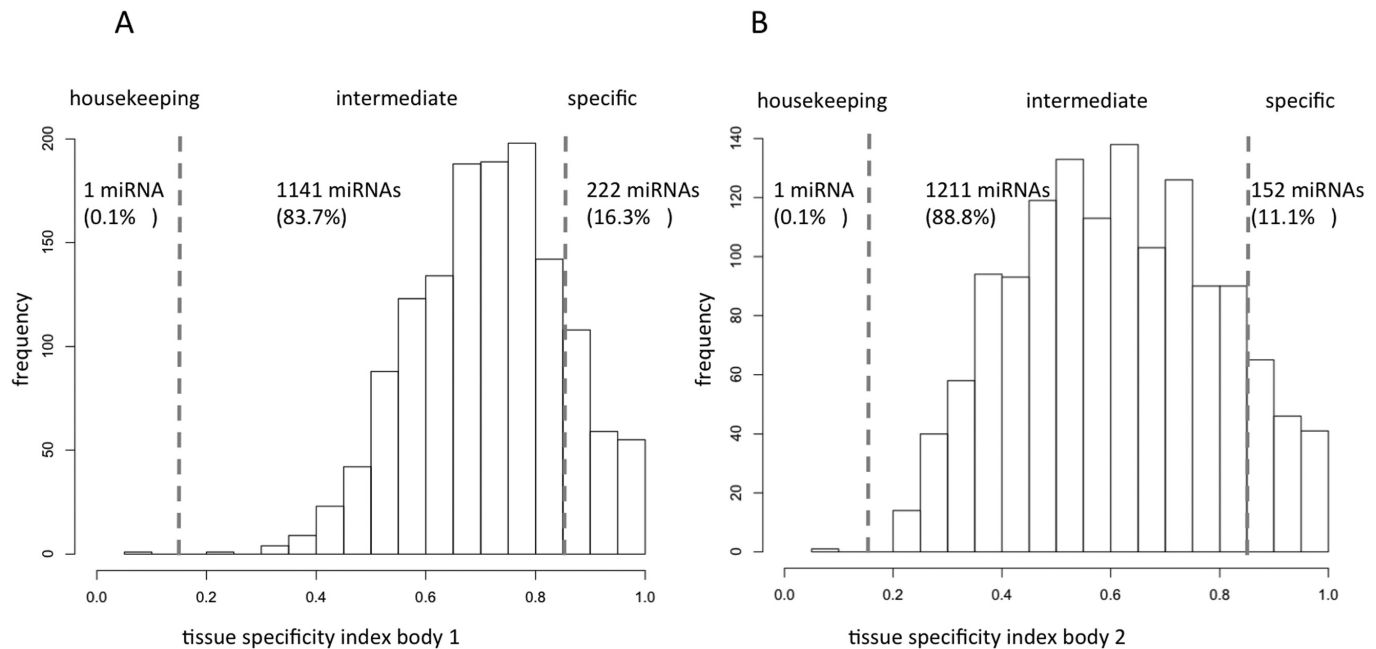 A
housekeeping
intermediate
specific
1 miRNA
(0.1% )
1141 miRNAs
(83.7%)
222 miRNAs
(16.3% )
frequency
200
150
100
50
0
0.0
0.2
0.4
0.6
0.8
1.0
tissue specificity index body 1
B
housekeeping
intermediate
specific
1 miRNA
(0.1% )
1211 miRNAs
(88.8%)
152 miRNAs
(11.1% )
frequency
140
120
100
80
60
40
20
0
0.0
0.2
0.4
0.6
0.8
1.0
tissue specificity index body 2